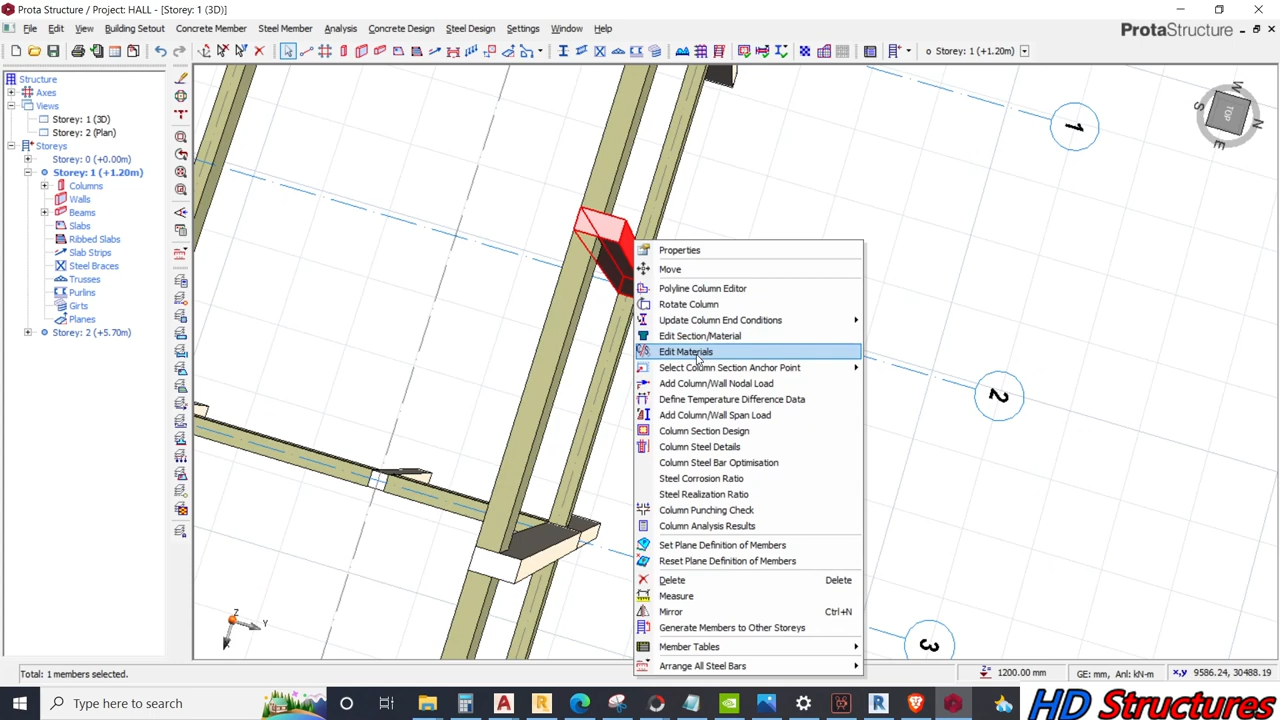 Prota Structure / Project: HALL - [Storey: 1 (3D)]
File Edit View Building Setout Concrete Member Steel Member Analysis Concrete Design Steel Design Settings Window Help
ProtaStructure
Storey: 1 (+1.20m)
Structure
Axes
Views
Storey: 1 (3D)
Storey: 2 (Plan)
Storeys
Storey: 0 (+0.00m)
Storey: 1 (+1.20m)
Columns
Walls
Beams
Slabs
Ribbed Slabs
Slab Strips
Steel Braces
Trusses
Purlins
Girts
Planes
Storey: 2 (+5.70m)
W
S
TOP
N
E
1
2
3
Z
Y
Properties
Move
Polyline Column Editor
Rotate Column
Update Column End Conditions
Edit Section/Material
Edit Materials
Select Column Section Anchor Point
Add Column/Wall Nodal Load
Define Temperature Difference Data
Add Column/Wall Span Load
Column Section Design
Column Steel Details
Column Steel Bar Optimisation
Steel Corrosion Ratio
Steel Realization Ratio
Column Punching Check
Column Analysis Results
Set Plane Definition of Members
Reset Plane Definition of Members
Delete Delete
Measure
Mirror Ctrl+N
Generate Members to Other Storeys
Member Tables
Arrange All Steel Bars
Total: 1 members selected.
Z= 1200.00 mm
GE: mm, Anl: kN-m
x,y 9586.24, 30488.19
Type here to search
HD Structures